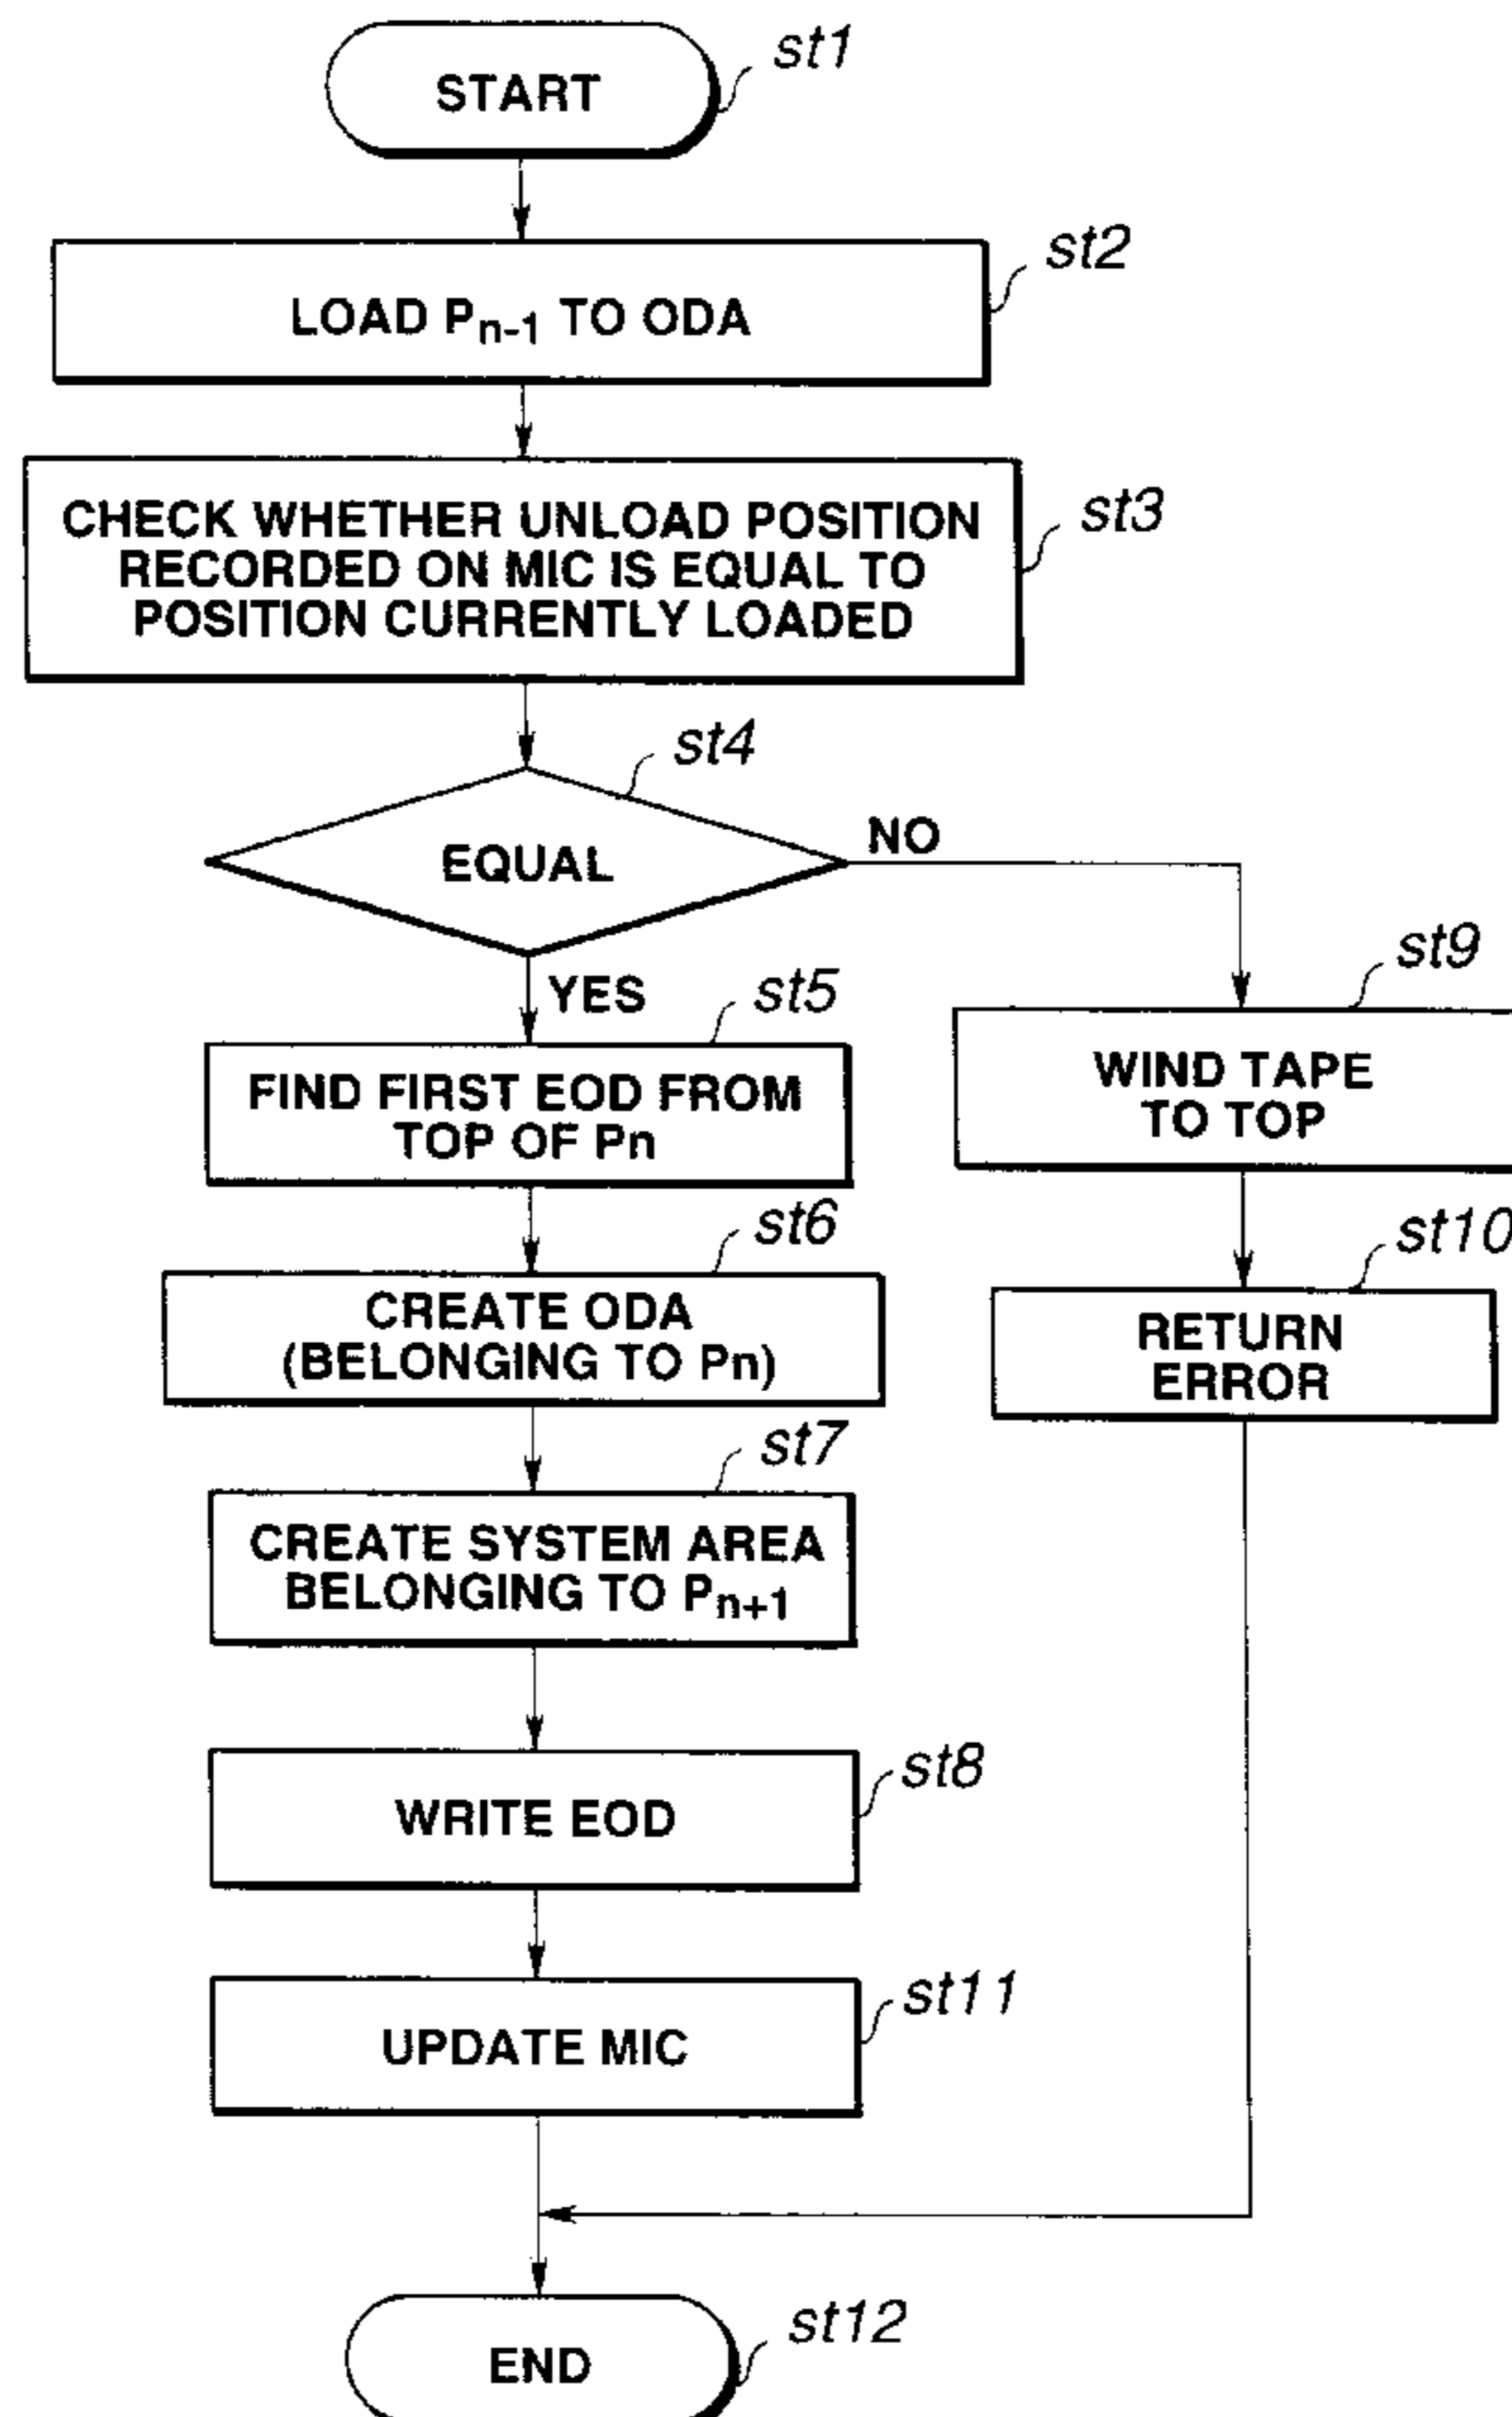 START
st1
LOAD Pn-1 TO ODA
st2
CHECK WHETHER UNLOAD POSITION
RECORDED ON MIC IS EQUAL TO
POSITION CURRENTLY LOADED
st3
EQUAL
st4
NO
YES
FIND FIRST EOD FROM
TOP OF Pn
st5
WIND TAPE
TO TOP
st9
CREATE ODA
(BELONGING TO Pn)
st6
RETURN
ERROR
st10
CREATE SYSTEM AREA
BELONGING TO Pn+1
st7
WRITE EOD
st8
UPDATE MIC
st11
END
st12